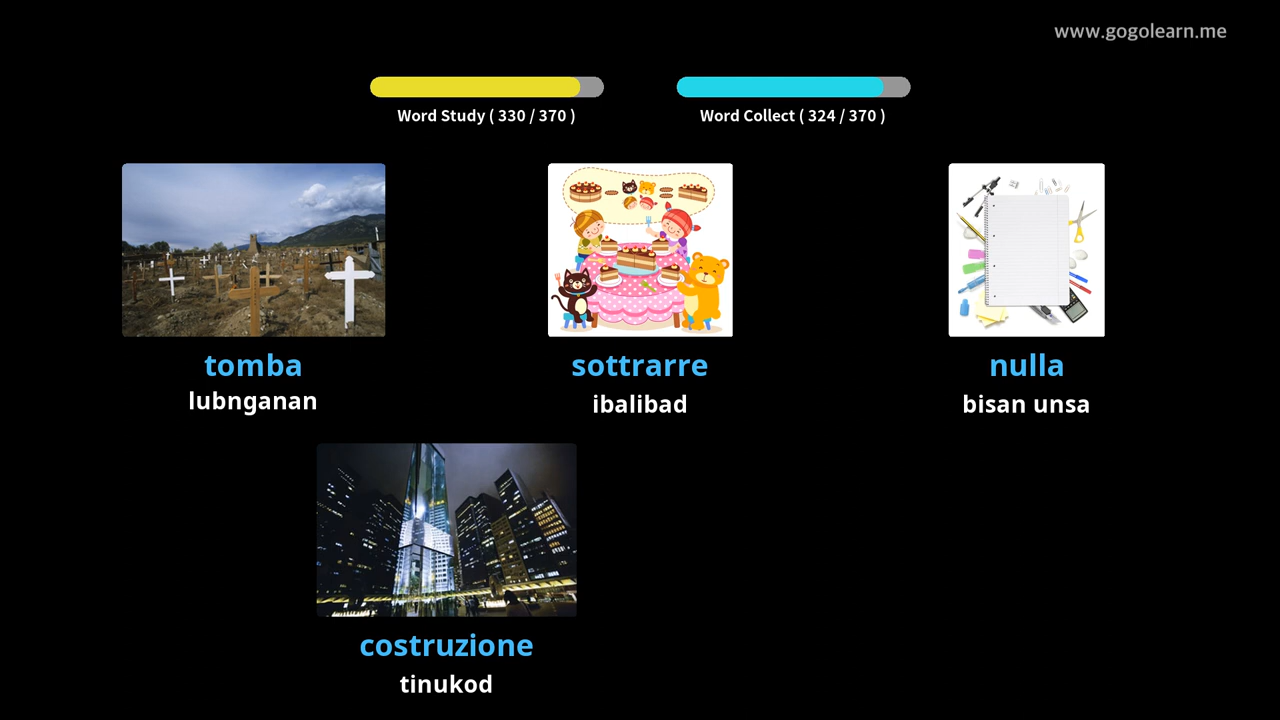 www.gogolearn.me
Word Study ( 330 / 370 )
Word Collect ( 324 / 370 )
tomba
lubnganan
sottrarre
ibalibad
nulla
bisan unsa
costruzione
tinukod